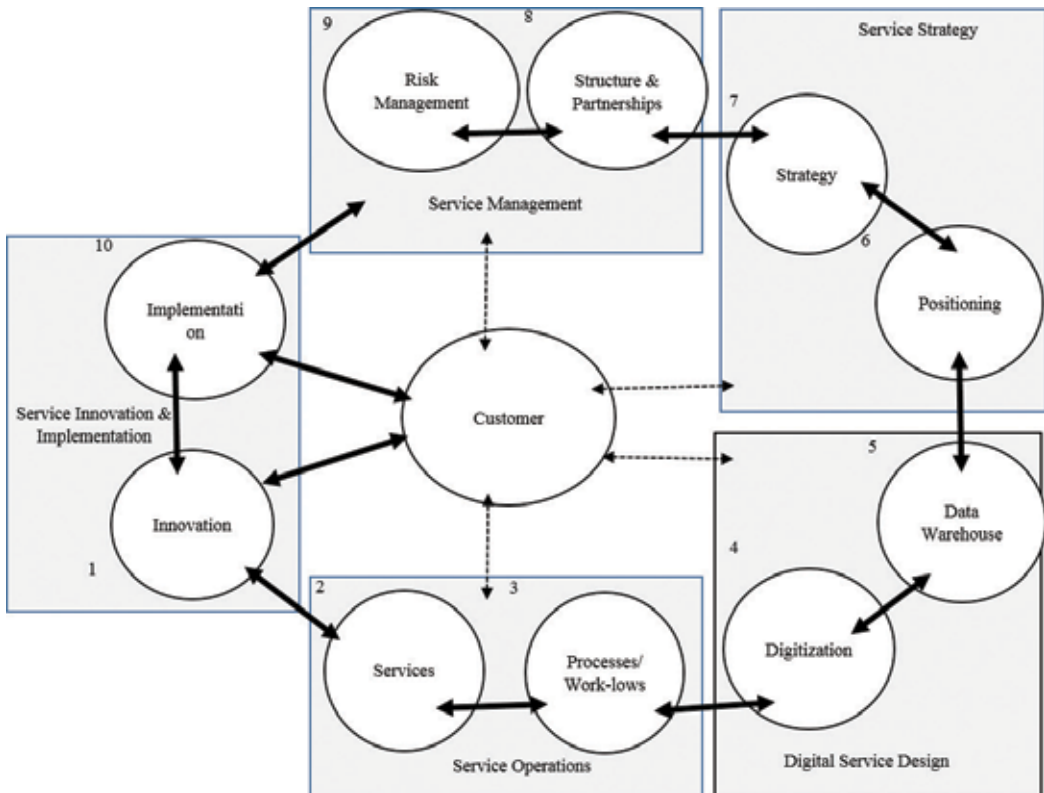 9
8
Service Strategy
Risk
Management
Structure &
Partnerships
7
Strategy
Service Management
6
10
Implementati
on
Positioning
Service Innovation &
Implementation
Customer
5
Innovation
Data
Warehouse
4
1
2
3
Services
Processes/
Work-lows
Digitization
Service Operations
Digital Service Design